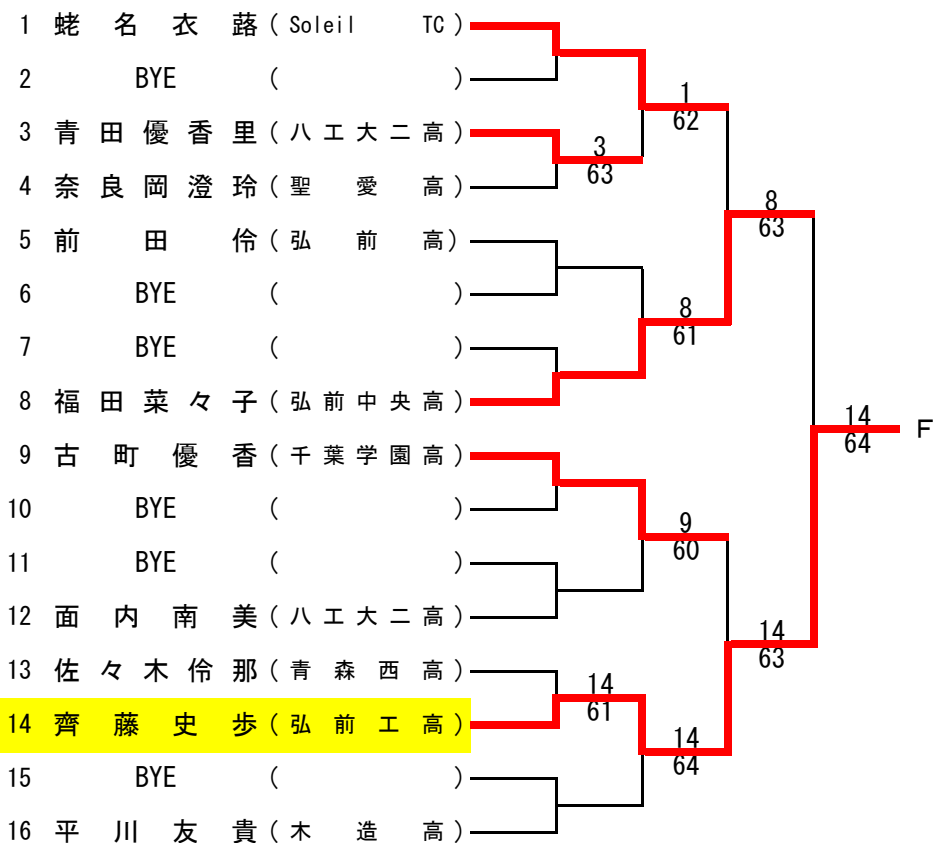 1 蛯名衣蕗 (Soleil TC)
2 BYE ( )
1
62
3 青田優香里 (八工大二高)
3
63
4 奈良岡澄玲 (聖愛高)
8
63
5 前田伶 (弘前高)
6 BYE ( )
8
61
7 BYE ( )
8 福田菜々子 (弘前中央高)
14
64
F
9 古町優香 (千葉学園高)
10 BYE ( )
9
60
11 BYE ( )
12 面内南美 (八工大二高)
14
63
13 佐々木伶那 (青森西高)
14
61
14 齊藤史歩 (弘前工高)
14
64
15 BYE ( )
16 平川友貴 (木造高)